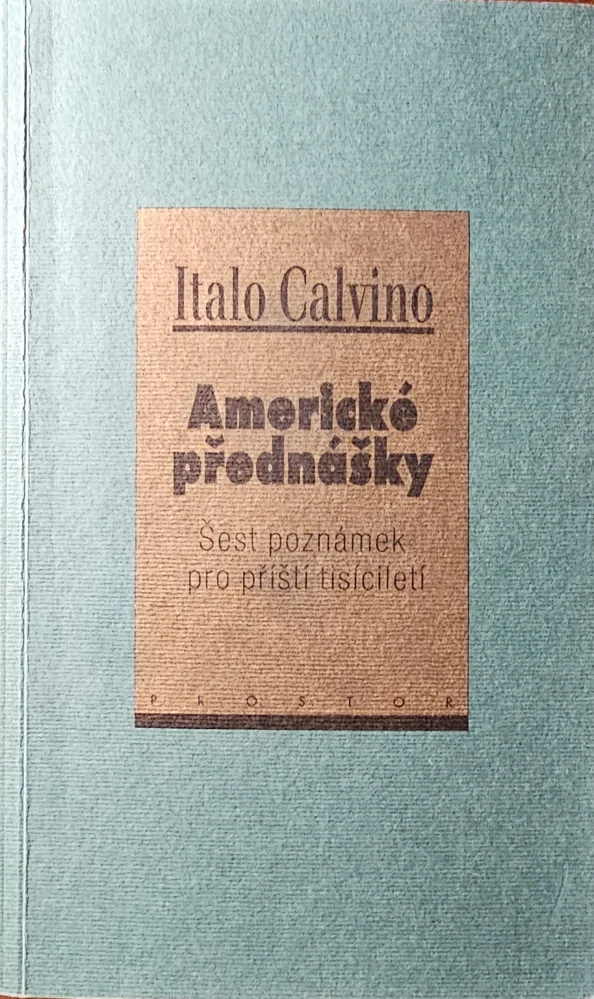 Italo Calvino
Americké
přednášky
Šest poznámek
pro příští tisíciletí
PROSTOR